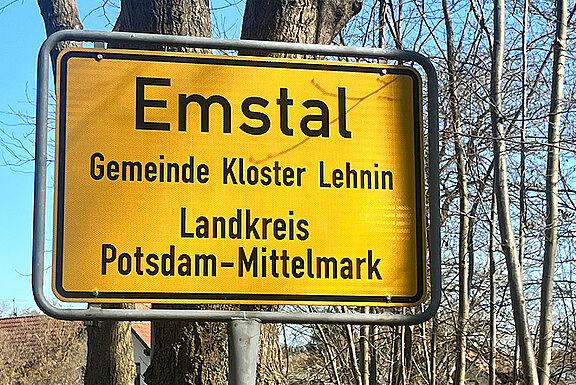 Emstal
Gemeinde Kloster Lehnin
Landkreis
Potsdam-Mittelmark